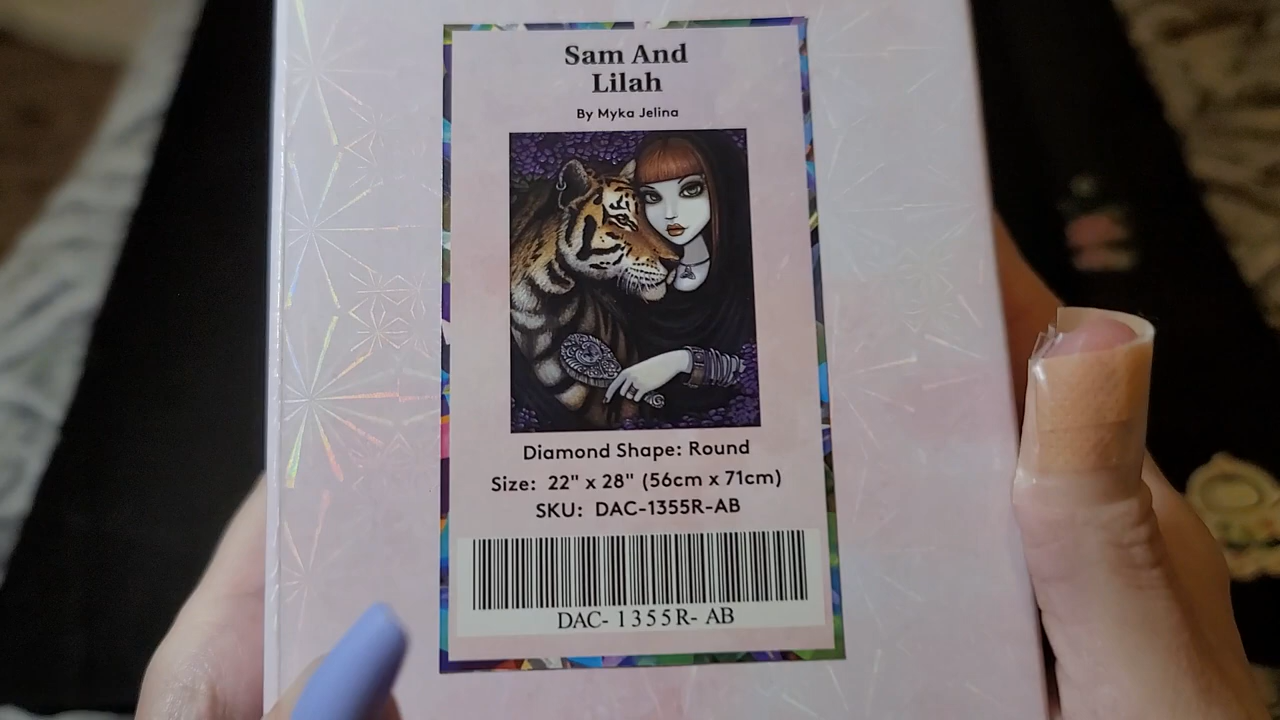 Sam And
Lilah
By Myka Jelina
Diamond Shape: Round
Size: 22" x 28" (56cm x 71cm)
SKU: DAC-1355R-AB
DAC- 1355R- AB